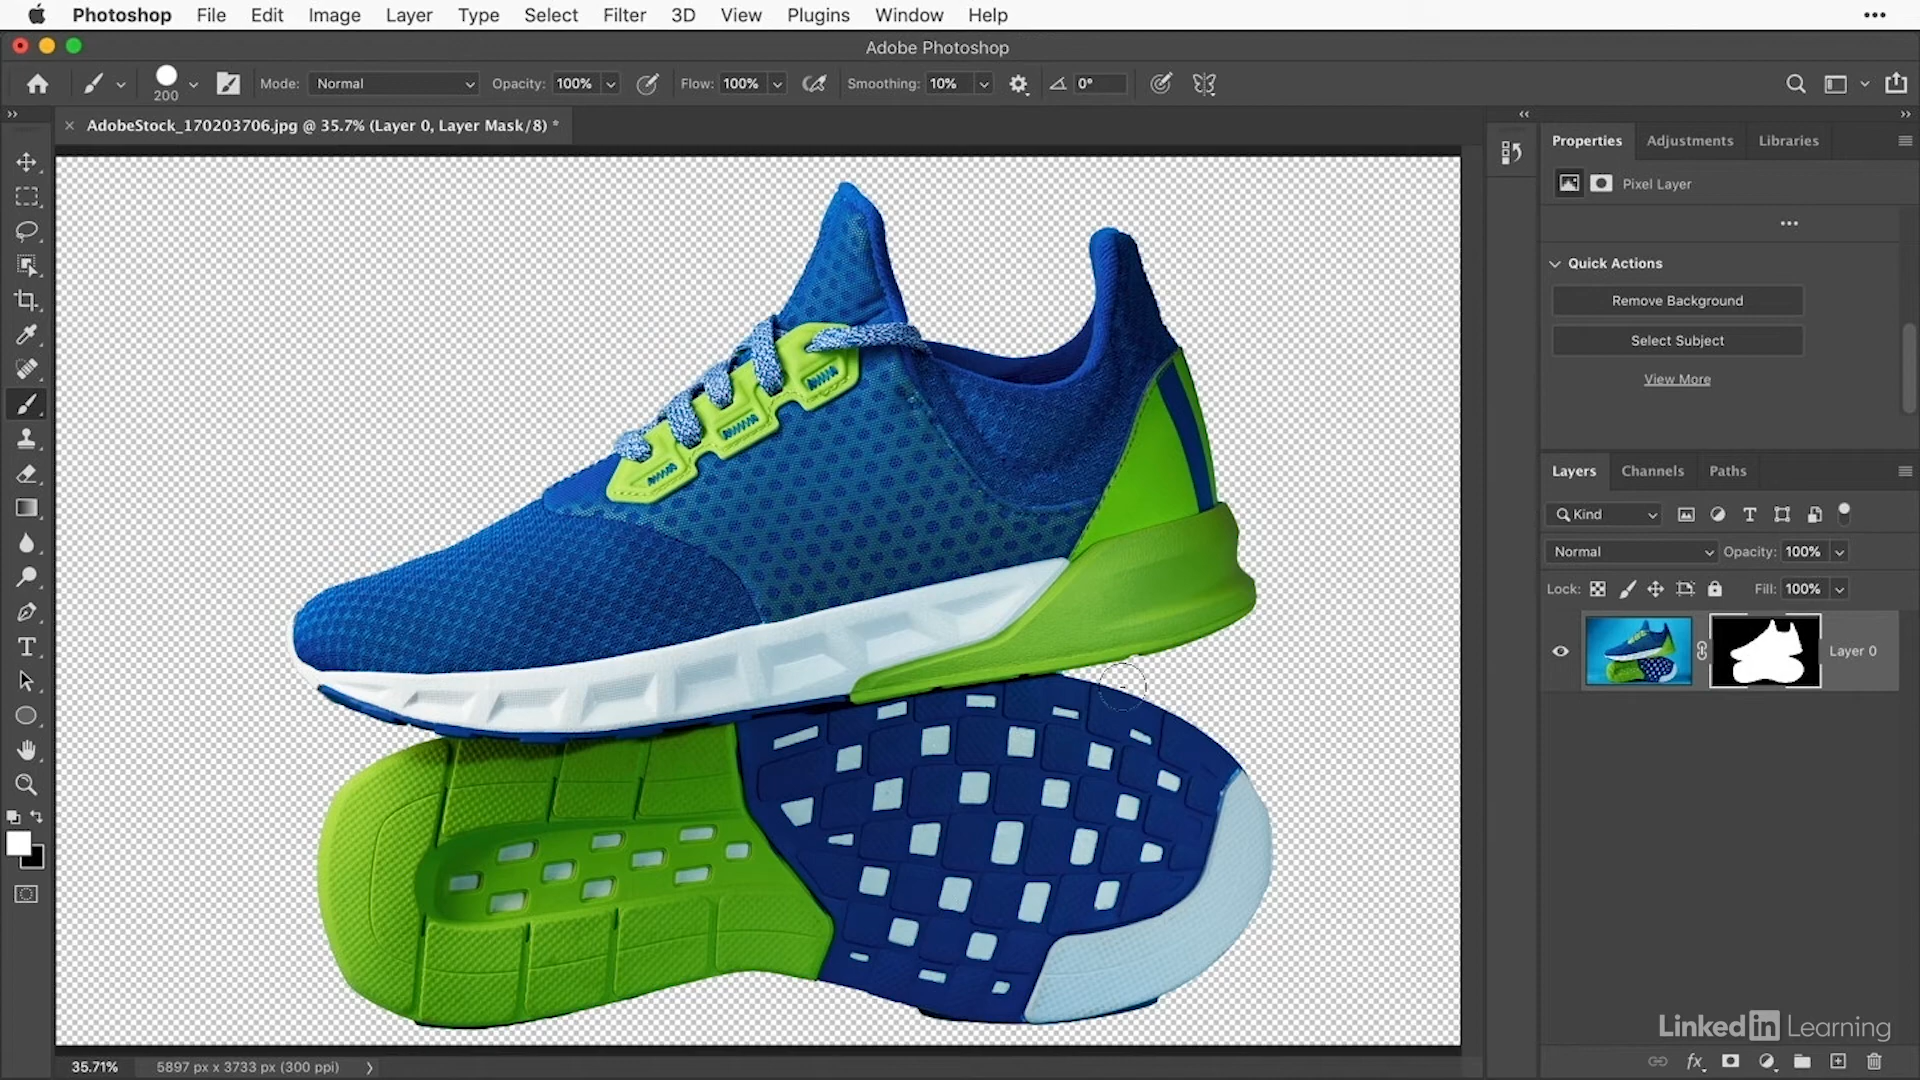 Photoshop File Edit Image Layer Type Select Filter 3D View Plugins Window Help
Adobe Photoshop
200 Mode: Normal Opacity: 100% Flow: 100% Smoothing: 10% 0°
AdobeStock_170203706.jpg @ 35.7% (Layer 0, Layer Mask/8) *
Properties Adjustments Libraries
Pixel Layer
Quick Actions
Remove Background
Select Subject
View More
Layers Channels Paths
Kind
Normal Opacity: 100%
Lock: Fill: 100%
Layer 0
LinkedIn Learning
35.71% 5897 px x 3733 px (300 ppi)